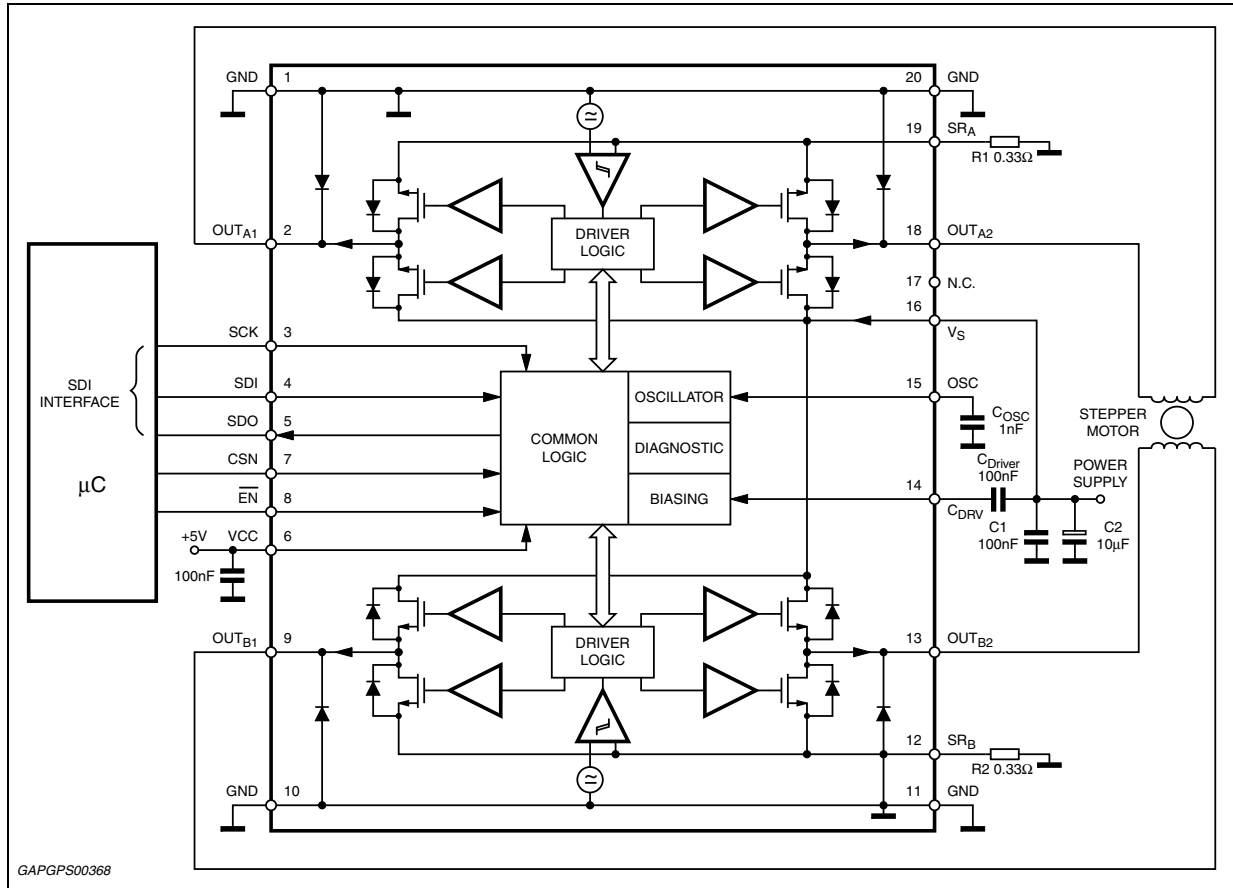 GND 1
20 GND
19 SRA
R1 0.33Ω
OUTA1 2
DRIVER
LOGIC
18 OUTA2
17 N.C.
16
VS
SCK 3
SDI
INTERFACE
SDI 4
SDO 5
CSN 7
EN 8
µC
+5V VCC 6
100nF
COMMON
LOGIC
OSCILLATOR
DIAGNOSTIC
BIASING
15 OSC
COSC
1nF
STEPPER
MOTOR
CDriver
100nF
POWER
SUPPLY
14
CDRV
C1
100nF
C2
10µF
OUTB1 9
DRIVER
LOGIC
13 OUTB2
12 SRB
R2 0.33Ω
GND 10
11 GND
GAPGPS00368